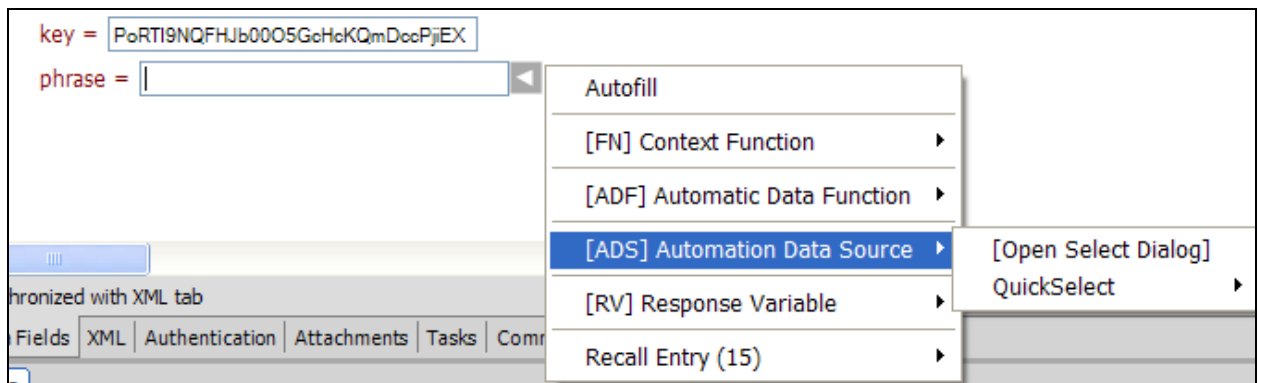 key = PoRTI9NQFHJb00O5GcHcKQmDccPjiEX
phrase =
Autofill
[FN] Context Function
[ADF] Automatic Data Function
[ADS] Automation Data Source
[Open Select Dialog]
QuickSelect
[RV] Response Variable
Recall Entry (15)
hronized with XML tab
Fields XML Authentication Attachments Tasks Comm